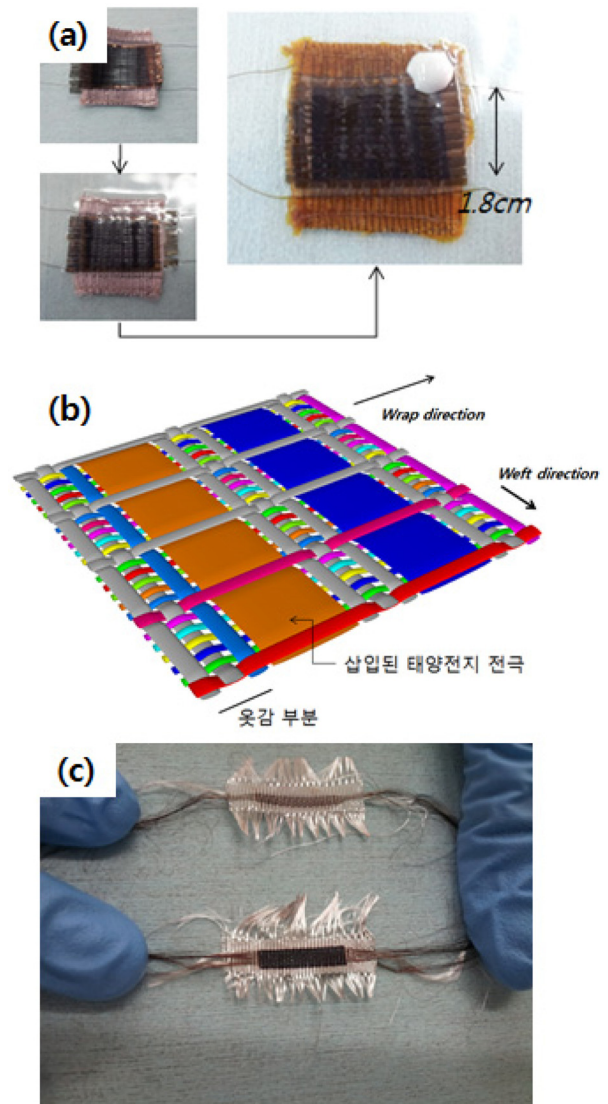 (a)
1.8cm
(b)
Wrap direction
Weft direction
삽입된 태양전지 전극
옷감 부분
(c)